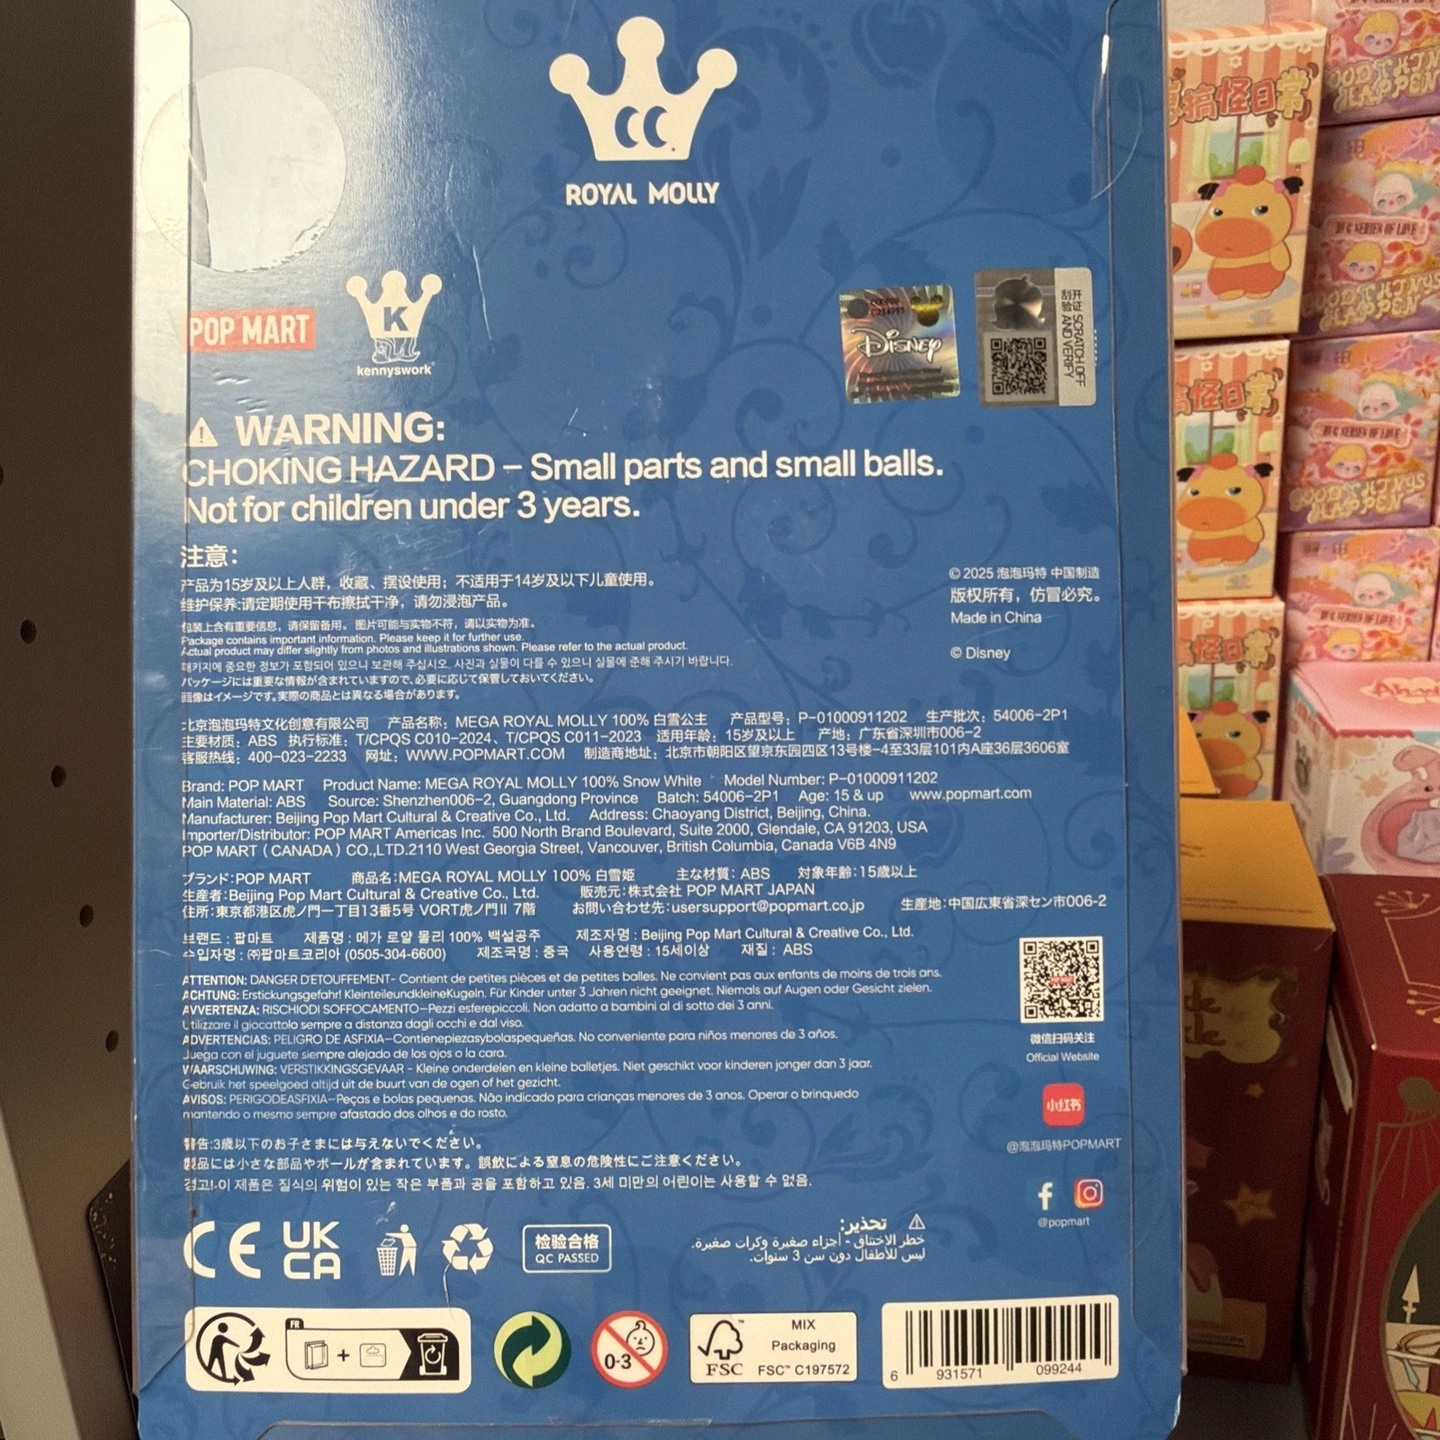 ROYAL MOLLY
POP MART
kennyswork
Disney
开启刮验
SCRATCH OFF AND VERIFY
WARNING:
CHOKING HAZARD – Small parts and small balls.
Not for children under 3 years.
注意：
产品为15岁及以上人群，收藏、摆设使用；不适用于14岁及以下儿童使用。
维护保养:请定期使用干布擦拭干净，请勿浸泡产品。
包装上含有重要信息，请保留备用。图片可能与实物不符，请以实物为准。
Package contains important information. Please keep it for further use.
Actual product may differ slightly from photos and illustrations shown. Please refer to the actual product.
패키지에 중요한 정보가 포함되어 있으니 보관해 주십시오. 사진과 실물이 다를 수 있으니 실물에 준해 주시기 바랍니다.
パッケージには重要な情報が含まれていますので、必要に応じて保管しておいてください。
画像はイメージです。実際の商品とは異なる場合があります。
© 2025 泡泡玛特 中国制造
版权所有，仿冒必究。
Made in China
© Disney
北京泡泡玛特文化创意有限公司 产品名称：MEGA ROYAL MOLLY 100% 白雪公主 产品型号：P-01000911202 生产批次：54006-2P1
主要材质：ABS 执行标准：T/CPQS C010-2024、T/CPQS C011-2023 适用年龄：15岁及以上 产地：广东省深圳市006-2
客服热线：400-023-2233 网址：WWW.POPMART.COM 制造商地址：北京市朝阳区望京东园四区13号楼-4至33层101内A座36层3606室
Brand: POP MART Product Name: MEGA ROYAL MOLLY 100% Snow White Model Number: P-01000911202
Main Material: ABS Source: Shenzhen006-2, Guangdong Province Batch: 54006-2P1 Age: 15 & up www.popmart.com
Manufacturer: Beijing Pop Mart Cultural & Creative Co., Ltd. Address: Chaoyang District, Beijing, China.
Importer/Distributor: POP MART Americas Inc. 500 North Brand Boulevard, Suite 2000, Glendale, CA 91203, USA
POP MART ( CANADA ) CO.,LTD.2110 West Georgia Street, Vancouver, British Columbia, Canada V6B 4N9
ブランド:POP MART 商品名:MEGA ROYAL MOLLY 100% 白雪姫 主な材質: ABS 対象年齢:15歳以上
生産者:Beijing Pop Mart Cultural & Creative Co., Ltd. 販売元:株式会社 POP MART JAPAN
住所:東京都港区虎ノ門一丁目13番5号 VORT虎ノ門II 7階 お問い合わせ先:usersupport@popmart.co.jp 生産地:中国広東省深セン市006-2
브랜드 : 팝마트 제품명 : 메가 로얄 몰리 100% 백설공주 제조자명 : Beijing Pop Mart Cultural & Creative Co., Ltd.
수입자명 : ㈜팝마트코리아 (0505-304-6600) 제조국명 : 중국 사용연령 : 15세이상 재질 : ABS
ATTENTION: DANGER D'ETOUFFEMENT- Contient de petites pièces et de petites balles. Ne convient pas aux enfants de moins de trois ans.
ACHTUNG: Erstickungsgefahr! KleinteileundkleineKugeln. Für Kinder unter 3 Jahren nicht geeignet. Niemals auf Augen oder Gesicht zielen.
AVVERTENZA: RISCHIODI SOFFOCAMENTO—Pezzi esferepiccoli. Non adatto a bambini al di sotto dei 3 anni.
Utilizzare il giocattolo sempre a distanza dagli occhi e dal viso.
ADVERTENCIAS: PELIGRO DE ASFIXIA—Contienepiezasybolaspequeñas. No conveniente para niños menores de 3 años.
Juega con el juguete siempre alejado de los ojos o la cara.
WAARSCHUWING: VERSTIKKINGSGEVAAR - Kleine onderdelen en kleine balletjes. Niet geschikt voor kinderen jonger dan 3 jaar.
Gebruik het speelgoed altijd uit de buurt van de ogen of het gezicht.
AVISOS: PERIGODEASFIXIA—Peças e bolas pequenas. Não indicado para crianças menores de 3 anos. Operar o brinquedo
mantendo o mesmo sempre afastado dos olhos e do rosto.
微信扫码关注
Official Website
小红书
@泡泡玛特POPMART
@popmart
警告:3歳以下のお子さまには与えないでください。
製品には小さな部品やボールが含まれています。誤飲による窒息の危険性にご注意ください。
경고!-이 제품은 질식의 위험이 있는 작은 부품과 공을 포함하고 있음. 3세 미만의 어린이는 사용할 수 없음.
CE
UK
CA
检验合格
QC PASSED
تحذير:
خطر الاختناق - أجزاء صغيرة وكرات صغيرة.
ليس للأطفال دون سن 3 سنوات.
FR
0-3
FSC
MIX
Packaging
FSC™ C197572
6 931571 099244
搞怪日常
搞怪日常
搞怪日常
GOOD THINGS HAPPEN
BIG SERIES OF LOVE